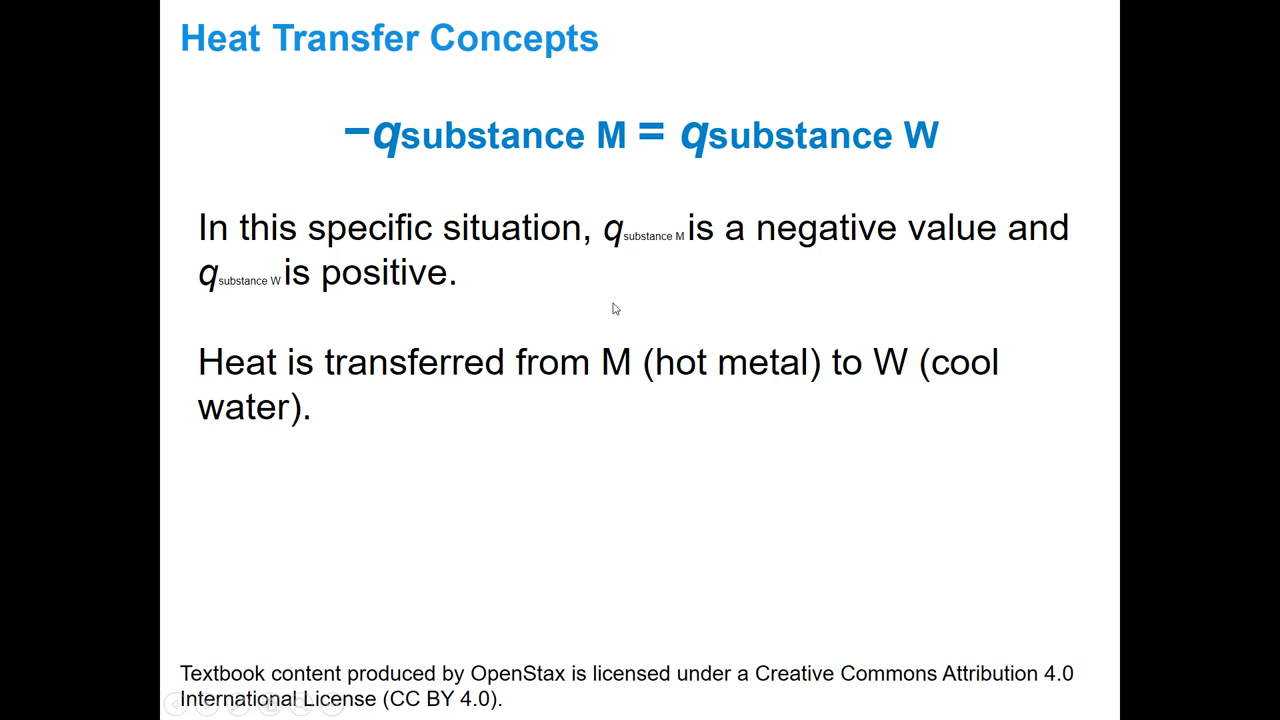 Heat Transfer Concepts
−qsubstance M = qsubstance W
In this specific situation, qsubstance M is a negative value and
qsubstance W is positive.
Heat is transferred from M (hot metal) to W (cool
water).
Textbook content produced by OpenStax is licensed under a Creative Commons Attribution 4.0
International License (CC BY 4.0).